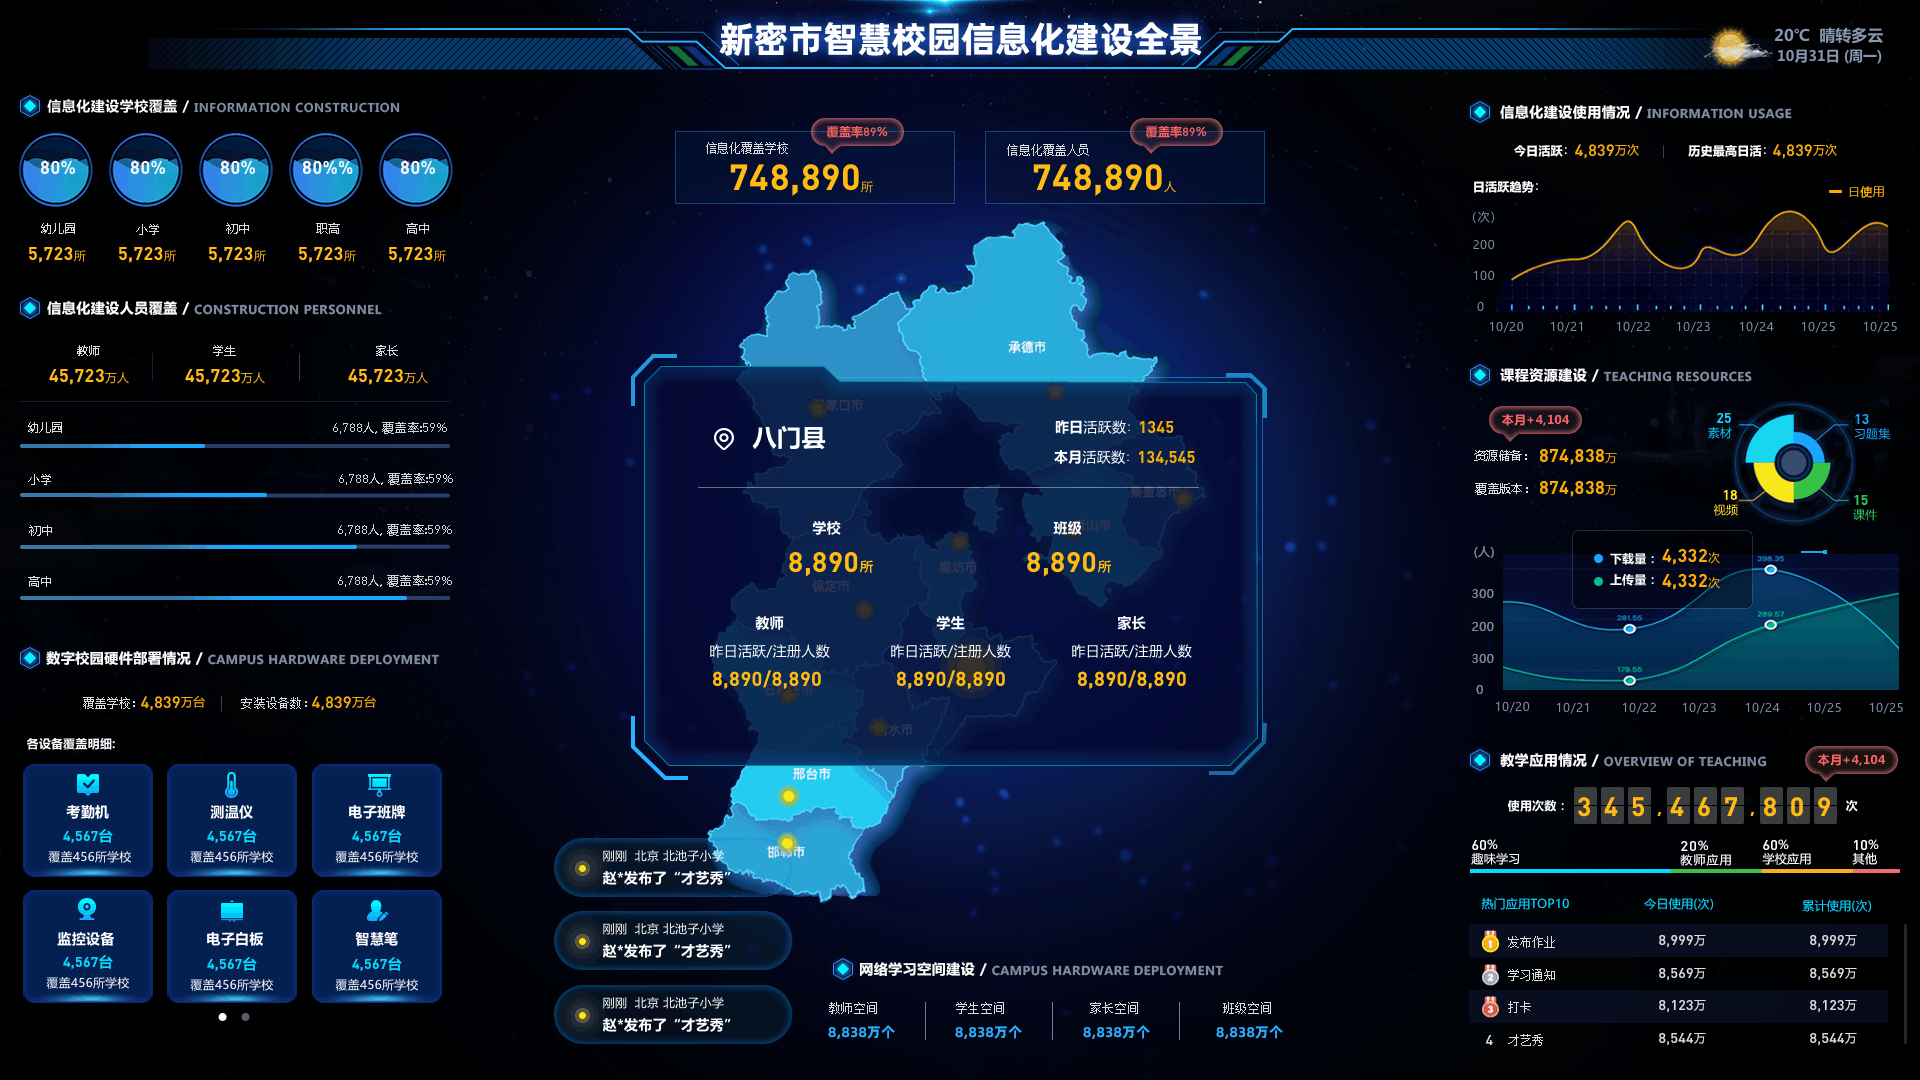 新密市智慧校园信息化建设全景
20℃ 晴转多云
10月31日 (周一)
信息化建设学校覆盖 / INFORMATION CONSTRUCTION
80% 80% 80% 80%% 80%
幼儿园 小学 初中 职高 高中
5,723所 5,723所 5,723所 5,723所 5,723所
信息化建设人员覆盖 / CONSTRUCTION PERSONNEL
教师 学生 家长
45,723万人 45,723万人 45,723万人
幼儿园 6,788人, 覆盖率:59%
小学 6,788人, 覆盖率:59%
初中 6,788人, 覆盖率:59%
高中 6,788人, 覆盖率:59%
数字校园硬件部署情况 / CAMPUS HARDWARE DEPLOYMENT
覆盖学校: 4,839万台 安装设备数: 4,839万台
各设备覆盖明细:
考勤机 测温仪 电子班牌
4,567台 4,567台 4,567台
覆盖456所学校 覆盖456所学校 覆盖456所学校
监控设备 电子白板 智慧笔
4,567台 4,567台 4,567台
覆盖456所学校 覆盖456所学校 覆盖456所学校
覆盖率89%
信息化覆盖学校
748,890所
覆盖率89%
信息化覆盖人员
748,890人
承德市
张家口市
秦皇岛市
唐山市
廊坊市
保定市
衡水市
邢台市
邯郸市
八门县
昨日活跃数: 1345
本月活跃数: 134,545
学校 班级
8,890所 8,890所
教师 学生 家长
昨日活跃/注册人数 昨日活跃/注册人数 昨日活跃/注册人数
8,890/8,890 8,890/8,890 8,890/8,890
刚刚 北京 北池子小学
赵*发布了“才艺秀”
刚刚 北京 北池子小学
赵*发布了“才艺秀”
刚刚 北京 北池子小学
赵*发布了“才艺秀”
网络学习空间建设 / CAMPUS HARDWARE DEPLOYMENT
教师空间 学生空间 家长空间 班级空间
8,838万个 8,838万个 8,838万个 8,838万个
信息化建设使用情况 / INFORMATION USAGE
今日活跃: 4,839万次 历史最高日活: 4,839万次
日活跃趋势:
日使用
(次)
200
100
0
10/20 10/21 10/22 10/23 10/24 10/25 10/25
课程资源建设 / TEACHING RESOURCES
本月+4,104
资源储备: 874,838万
覆盖版本: 874,838万
25
素材
13
习题集
18
视频
15
课件
(人)
下载量: 4,332次
上传量: 4,332次
398.35
281.55
289.57
179.55
300
200
300
0
10/20 10/21 10/22 10/23 10/24 10/25 10/25
教学应用情况 / OVERVIEW OF TEACHING
本月+4,104
使用次数: 345,467,809 次
60% 20% 60% 10%
趣味学习 教师应用 学校应用 其他
热门应用TOP10 今日使用(次) 累计使用(次)
1 发布作业 8,999万 8,999万
2 学习通知 8,569万 8,569万
3 打卡 8,123万 8,123万
4 才艺秀 8,544万 8,544万